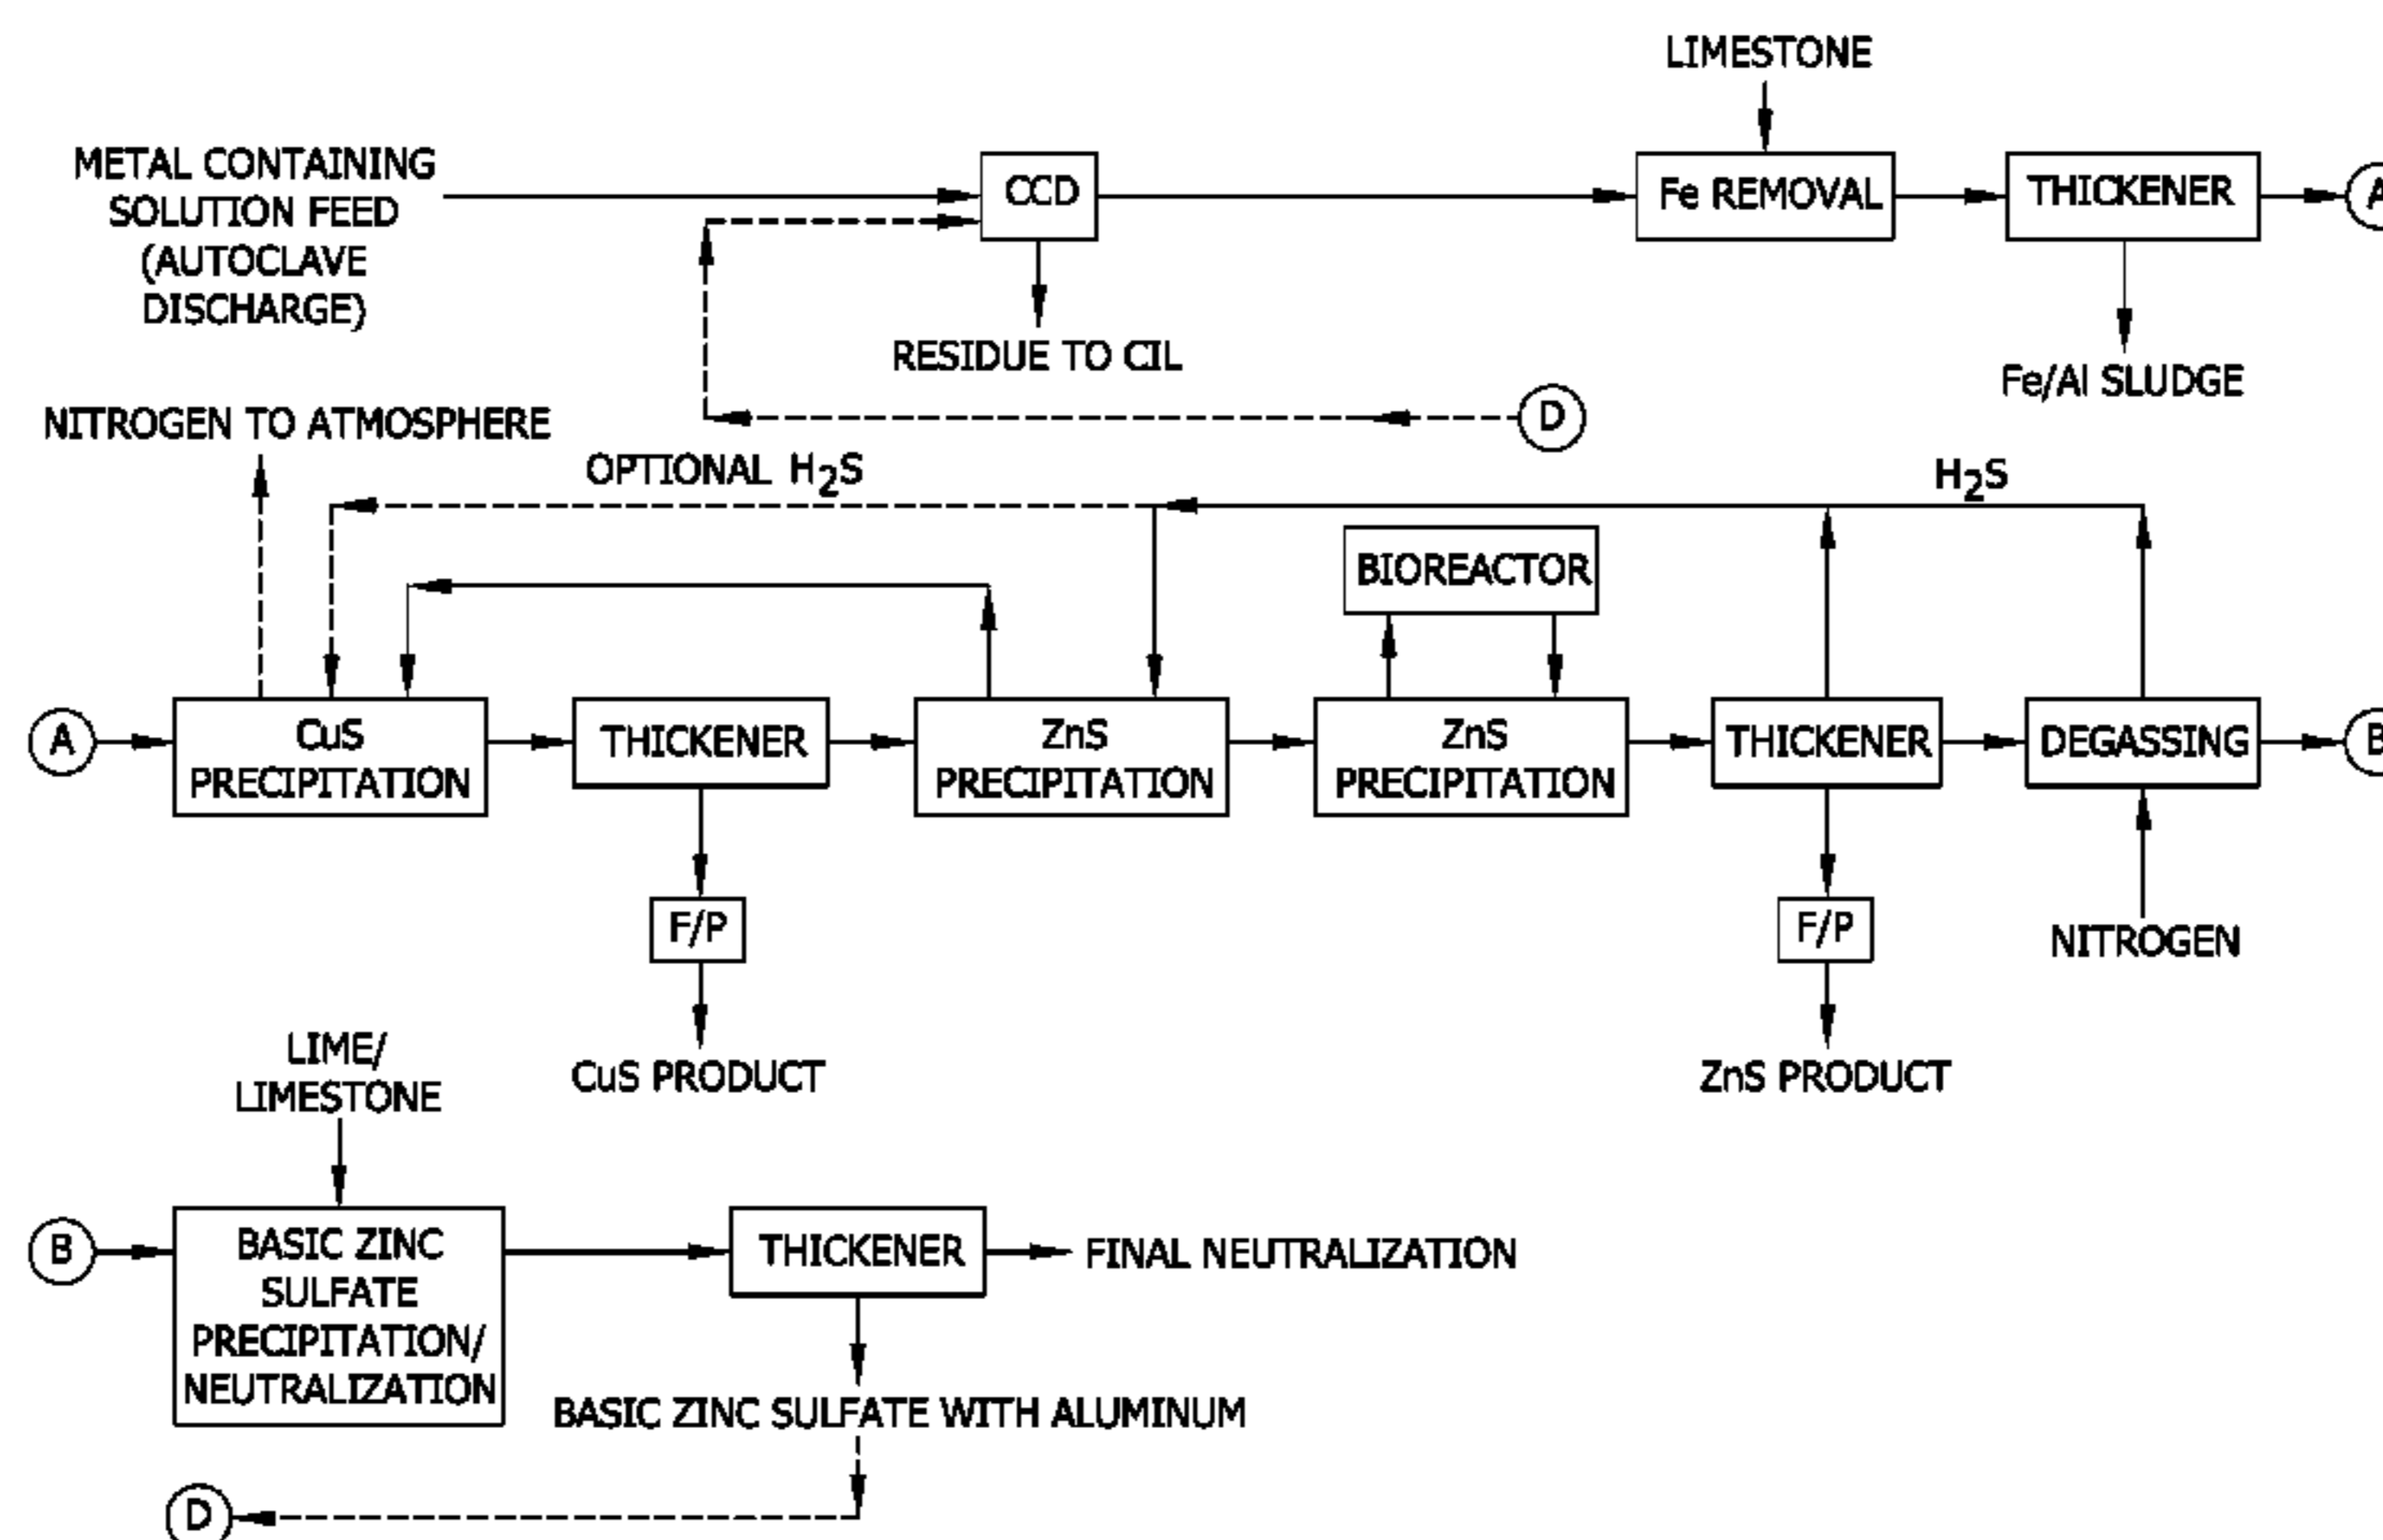 LIMESTONE
METAL CONTAINING
SOLUTION FEED
(AUTOCLAVE
DISCHARGE)
CCD
Fe REMOVAL
THICKENER
A
RESIDUE TO CIL
Fe/Al SLUDGE
D
NITROGEN TO ATMOSPHERE
OPTIONAL H2S
H2S
BIOREACTOR
A
CuS
PRECIPITATION
THICKENER
ZnS
PRECIPITATION
ZnS
PRECIPITATION
THICKENER
DEGASSING
B
F/P
F/P
NITROGEN
CuS PRODUCT
ZnS PRODUCT
LIME/
LIMESTONE
B
BASIC ZINC
SULFATE
PRECIPITATION/
NEUTRALIZATION
THICKENER
FINAL NEUTRALIZATION
BASIC ZINC SULFATE WITH ALUMINUM
D